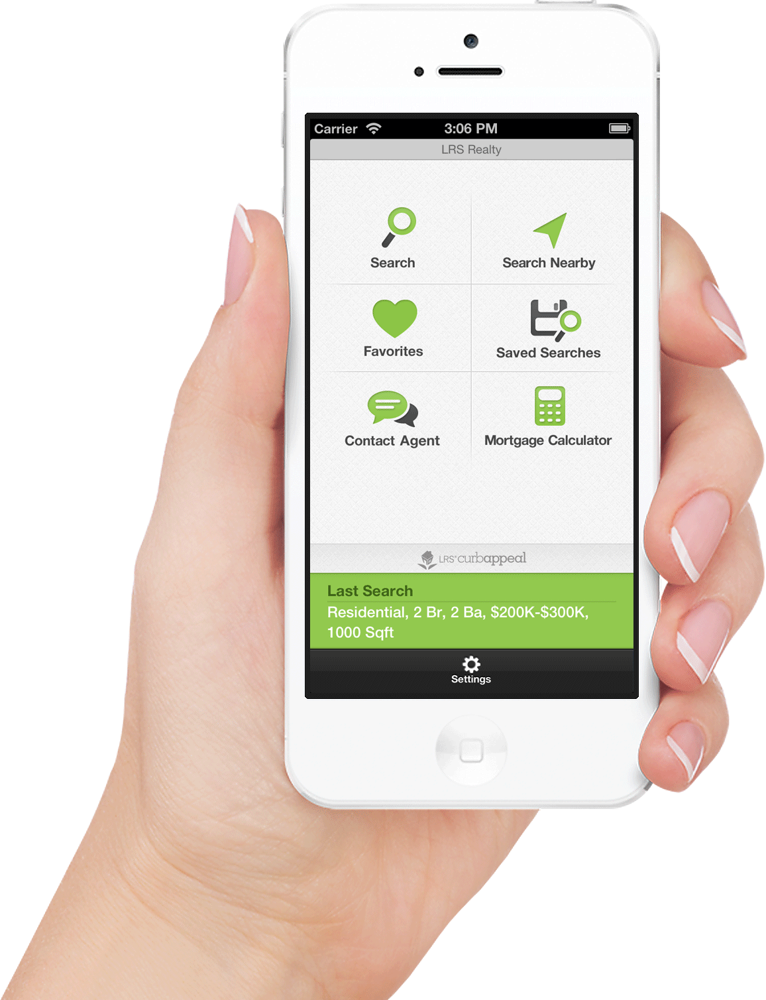 Carrier 3:06 PM
LRS Realty
Search Search Nearby
Favorites Saved Searches
Contact Agent Mortgage Calculator
LRS° curbappeal
Last Search
Residential, 2 Br, 2 Ba, $200K-$300K,
1000 Sqft
Settings